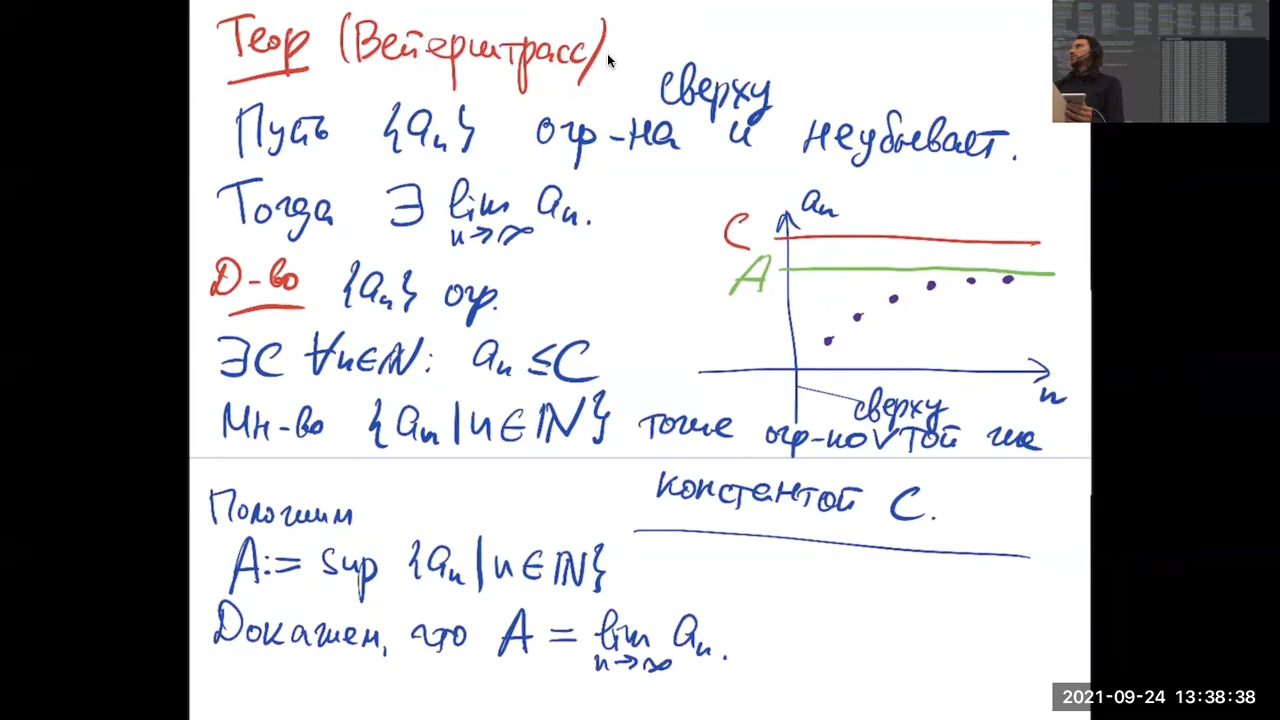 Теор (Вейерштрасс)
сверху
Пусть {aₙ} огр-на и неубывает.
Тогда ∃ lim aₙ.
n→∞
aₙ
C
A
n
Д-во {aₙ} огр.
∃C ∀n∈ℕ: aₙ ≤ C
сверху
Мн-во {aₙ | n∈ℕ} тоже огр-но √ той же
константой C.
Положим
A := sup {aₙ | n∈ℕ}
Докажем, что A = lim aₙ.
n→∞
2021-09-24 13:38:38